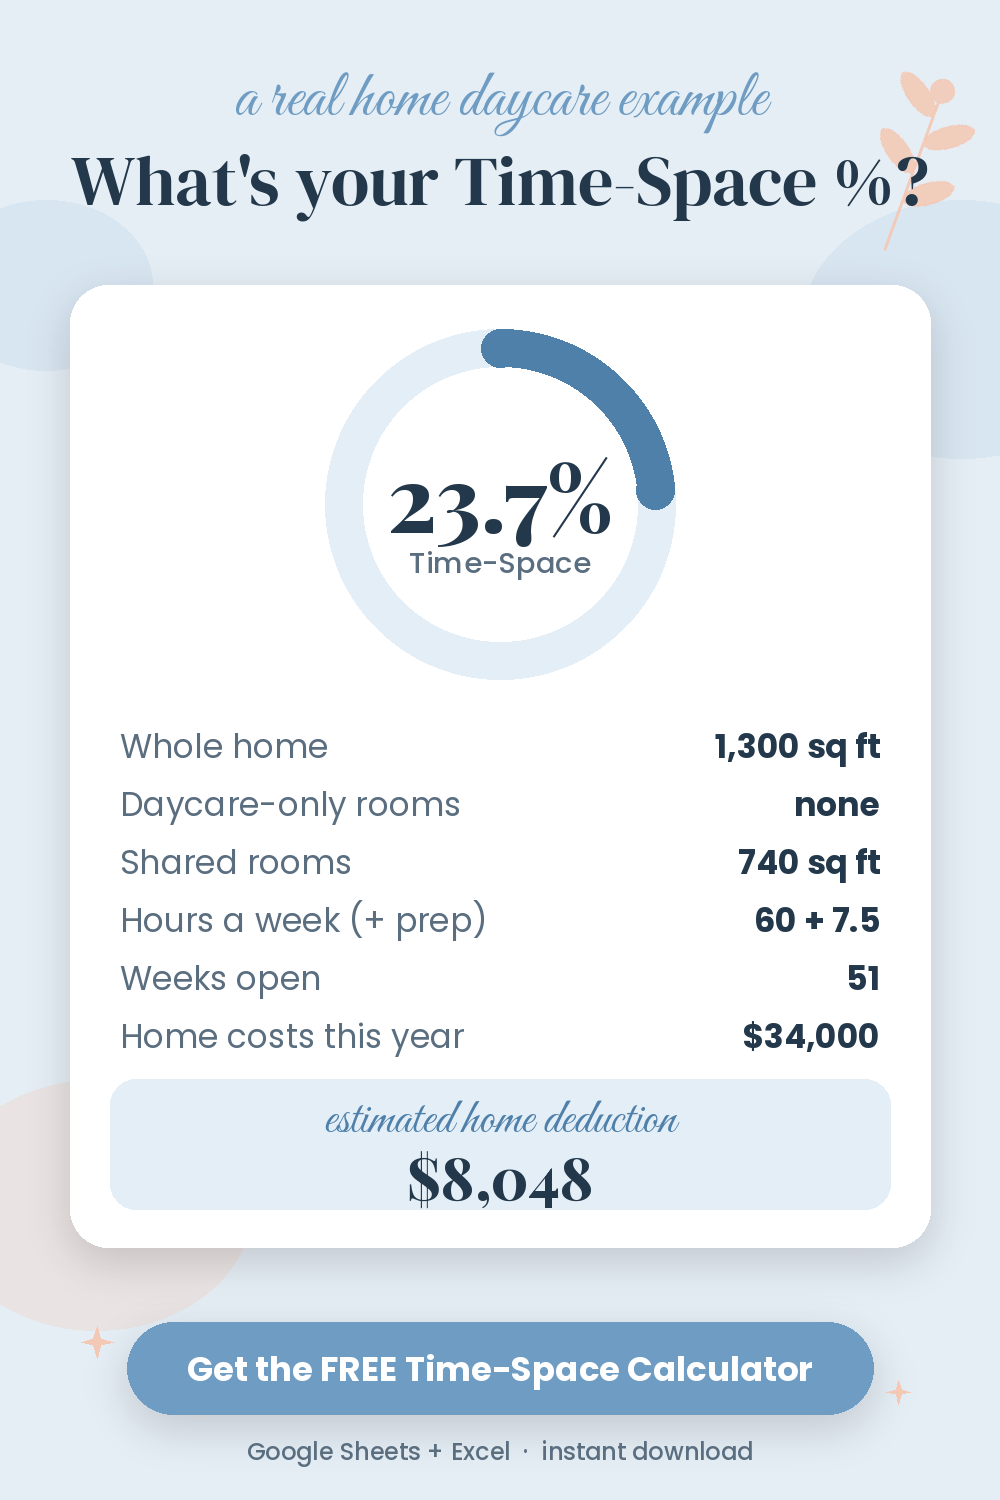 a real home daycare example
What's your Time-Space %?
23.7%
Time-Space
Whole home 1,300 sq ft
Daycare-only rooms none
Shared rooms 740 sq ft
Hours a week (+ prep) 60 + 7.5
Weeks open 51
Home costs this year $34,000
estimated home deduction
$8,048
Get the FREE Time-Space Calculator
Google Sheets + Excel · instant download